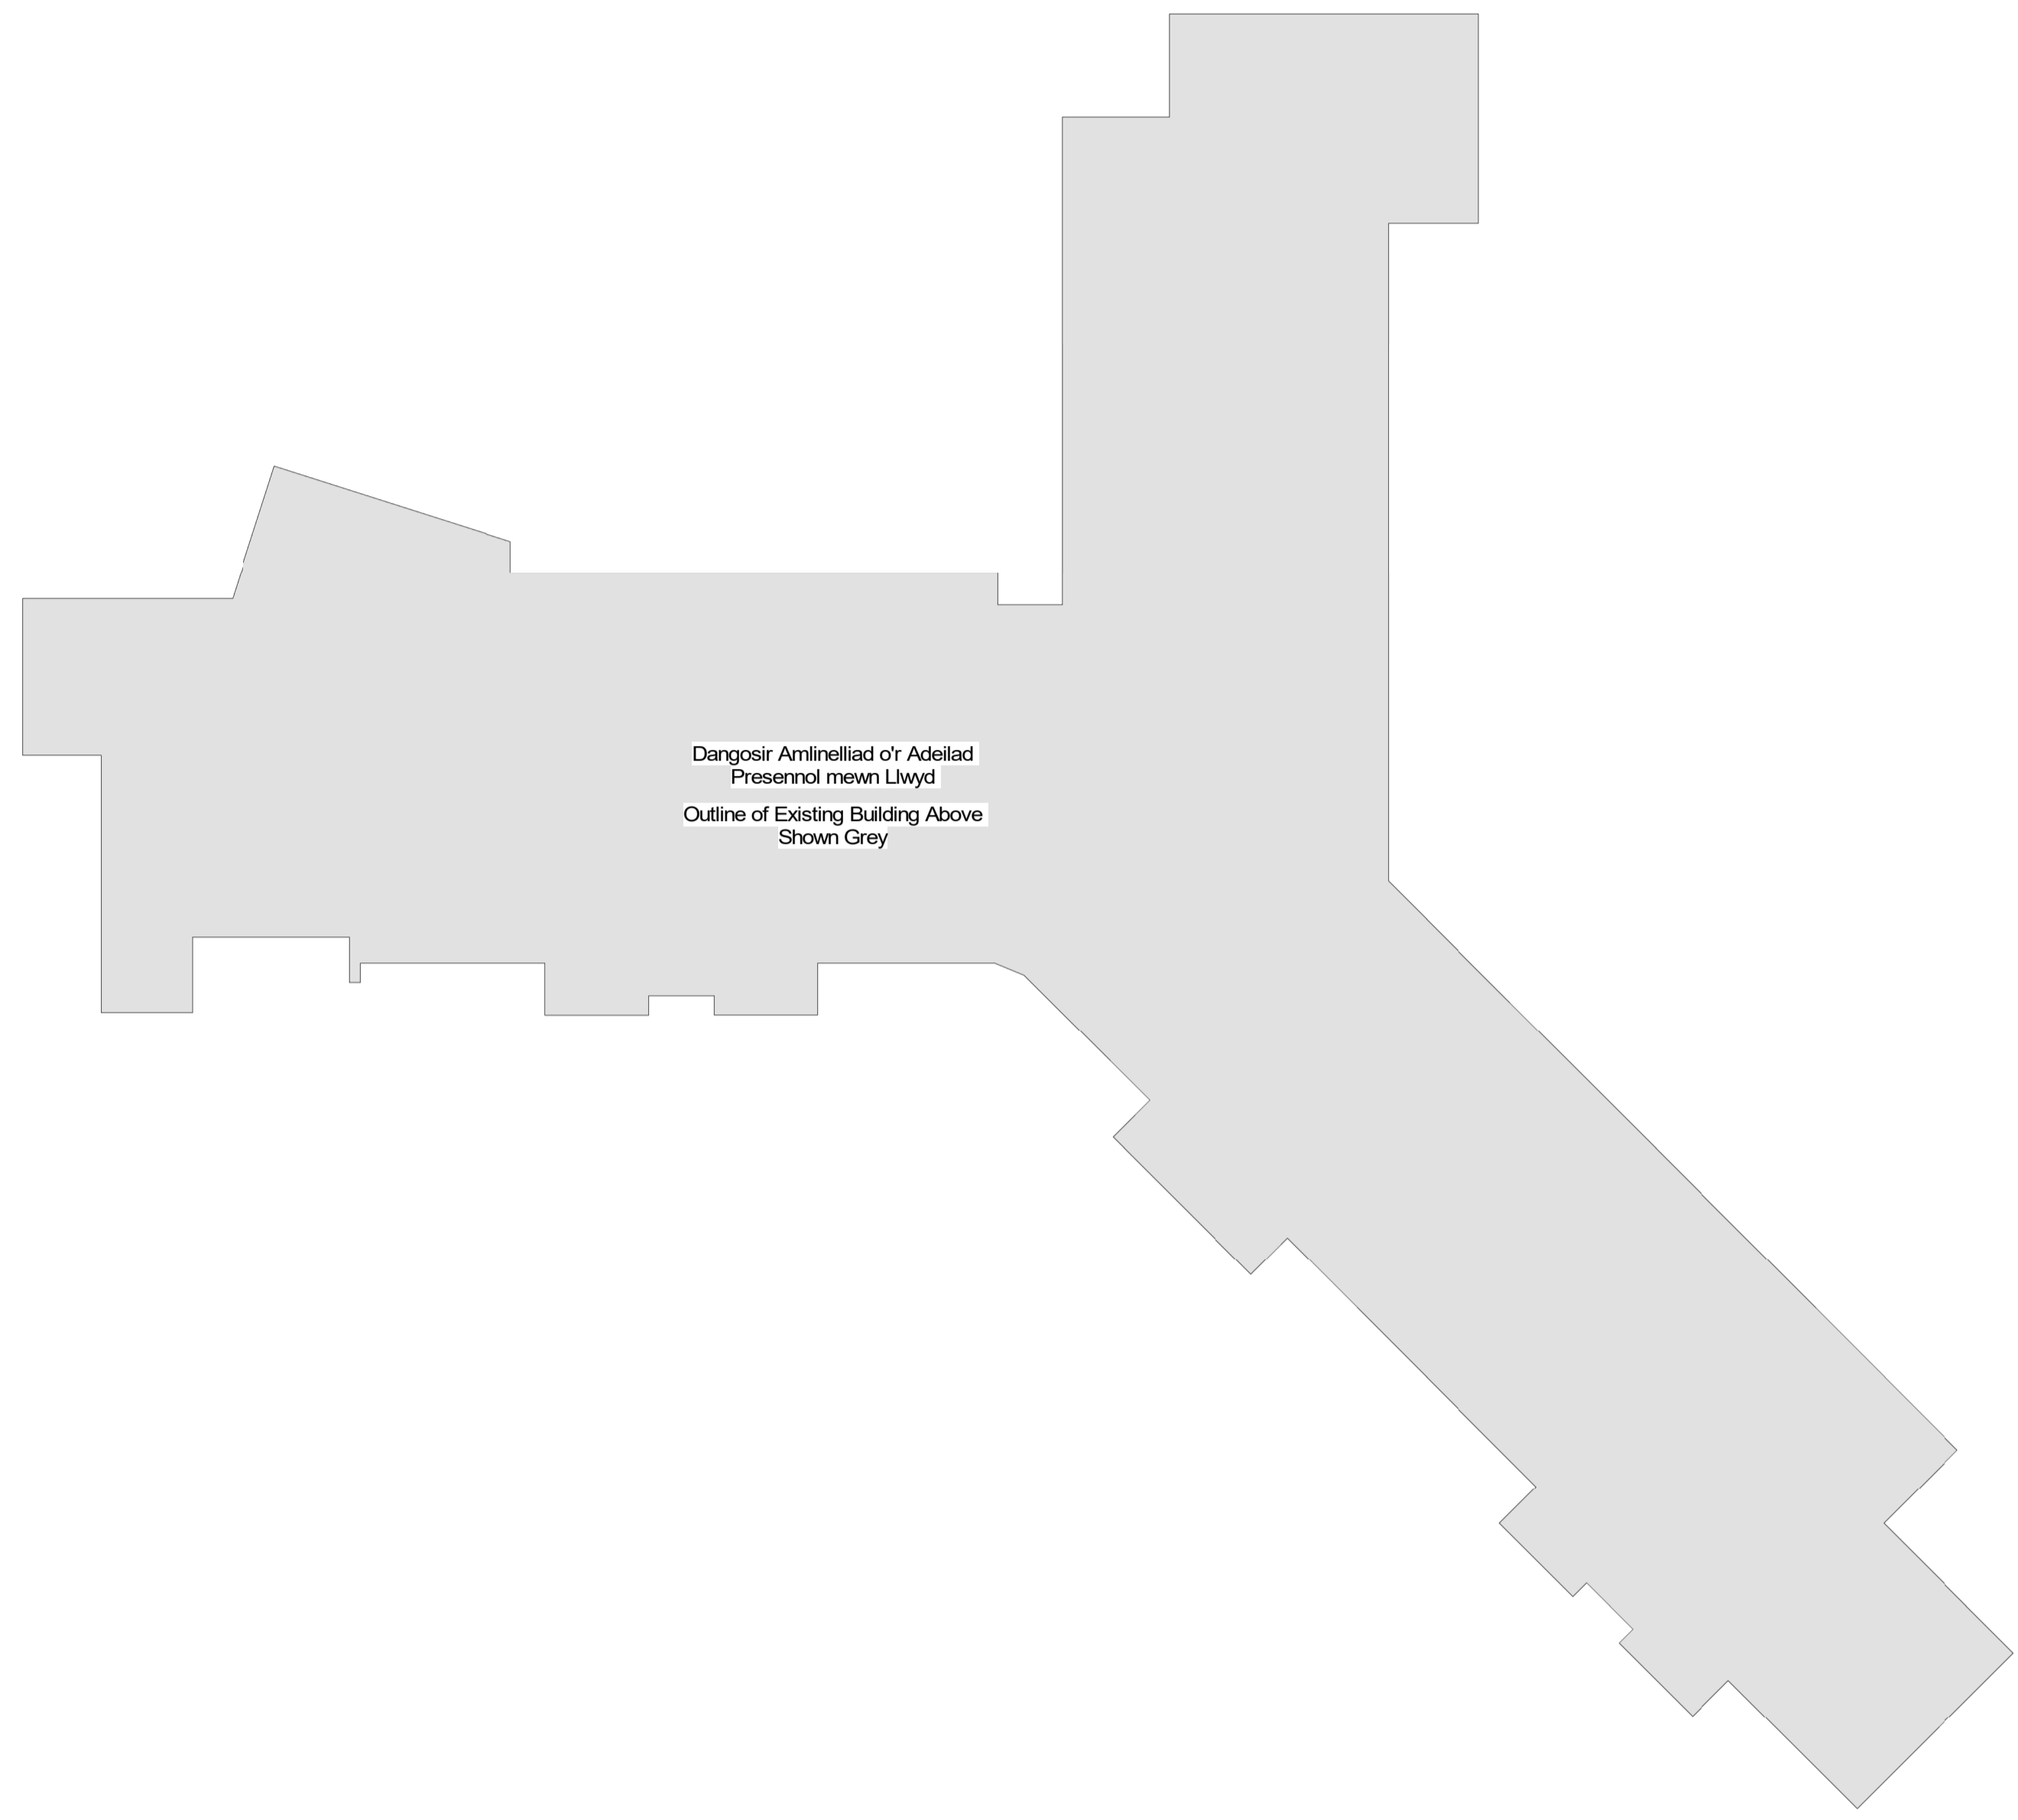 Dangosir Amlinelliad o'r Adeilad
Presennol mewn Llwyd
Outline of Existing Building Above
Shown Grey